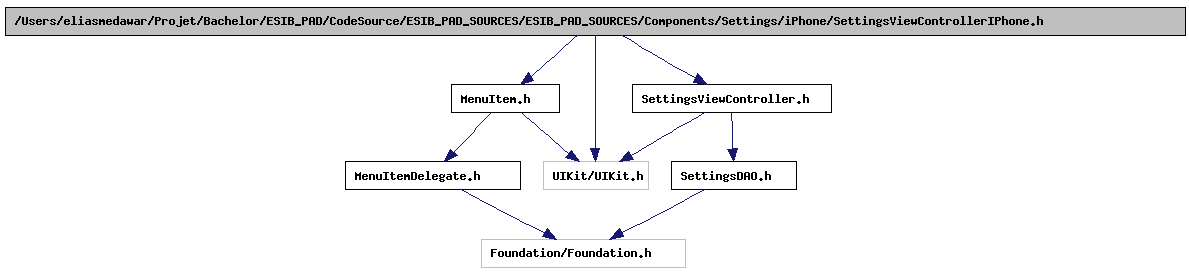 /Users/eliasmedawar/Projet/Bachelor/ESIB_PAD/CodeSource/ESIB_PAD_SOURCES/ESIB_PAD_SOURCES/Components/Settings/iPhone/SettingsViewControllerIPhone.h
MenuItem.h
SettingsViewController.h
MenuItemDelegate.h
UIKit/UIKit.h
SettingsDAO.h
Foundation/Foundation.h